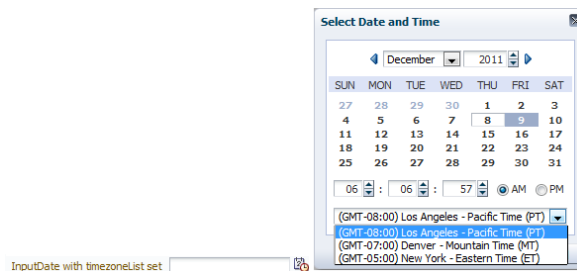 Select Date and Time
December 2011
SUN MON TUE WED THU FRI SAT
27 28 29 30 1 2 3
4 5 6 7 8 9 10
11 12 13 14 15 16 17
18 19 20 21 22 23 24
25 26 27 28 29 30 31
06 : 06 : 57 AM PM
(GMT-08:00) Los Angeles - Pacific Time (PT)
(GMT-08:00) Los Angeles - Pacific Time (PT)
(GMT-07:00) Denver - Mountain Time (MT)
(GMT-05:00) New York - Eastern Time (ET)
InputDate with timezoneList set